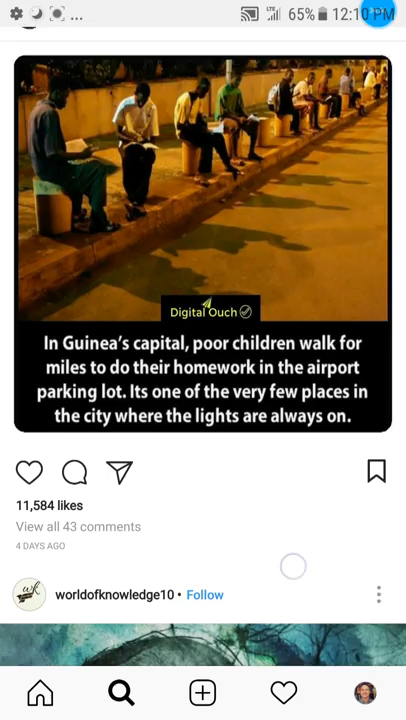 65% 12:10 PM
Digital Ouch
In Guinea's capital, poor children walk for
miles to do their homework in the airport
parking lot. Its one of the very few places in
the city where the lights are always on.
11,584 likes
View all 43 comments
4 DAYS AGO
wk
worldofknowledge10 • Follow